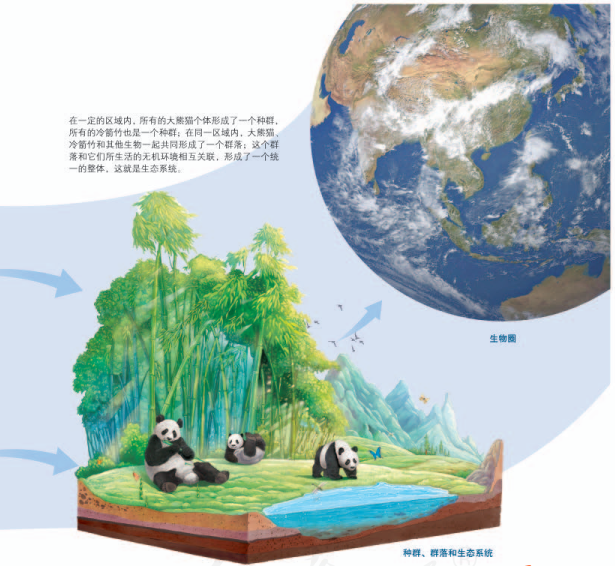 在一定的区域内，所有的大熊猫个体形成了一个种群，
所有的冷箭竹也是一个种群；在同一区域内，大熊猫、
冷箭竹和其他生物一起共同形成了一个群落；这个群
落和它们所生活的无机环境相互关联，形成了一个统
一的整体，这就是生态系统。
生物圈
种群、群落和生态系统